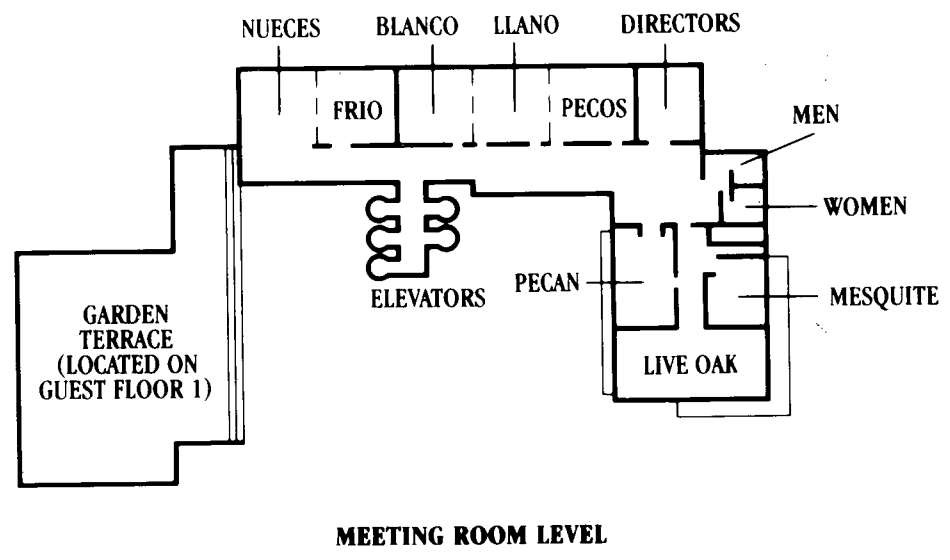 NUECES
BLANCO
LLANO
DIRECTORS
FRIO
PECOS
MEN
WOMEN
PECAN
ELEVATORS
MESQUITE
GARDEN
TERRACE
(LOCATED ON
GUEST FLOOR 1)
LIVE OAK
MEETING ROOM LEVEL